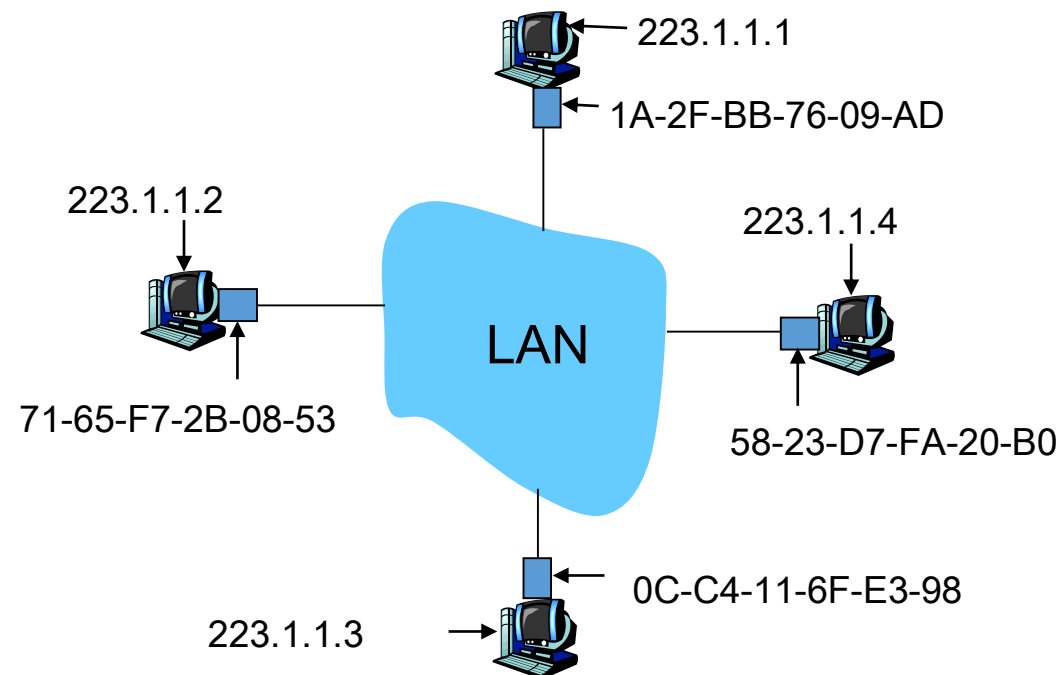 223.1.1.1
1A-2F-BB-76-09-AD
223.1.1.2
223.1.1.4
LAN
71-65-F7-2B-08-53
58-23-D7-FA-20-B0
0C-C4-11-6F-E3-98
223.1.1.3